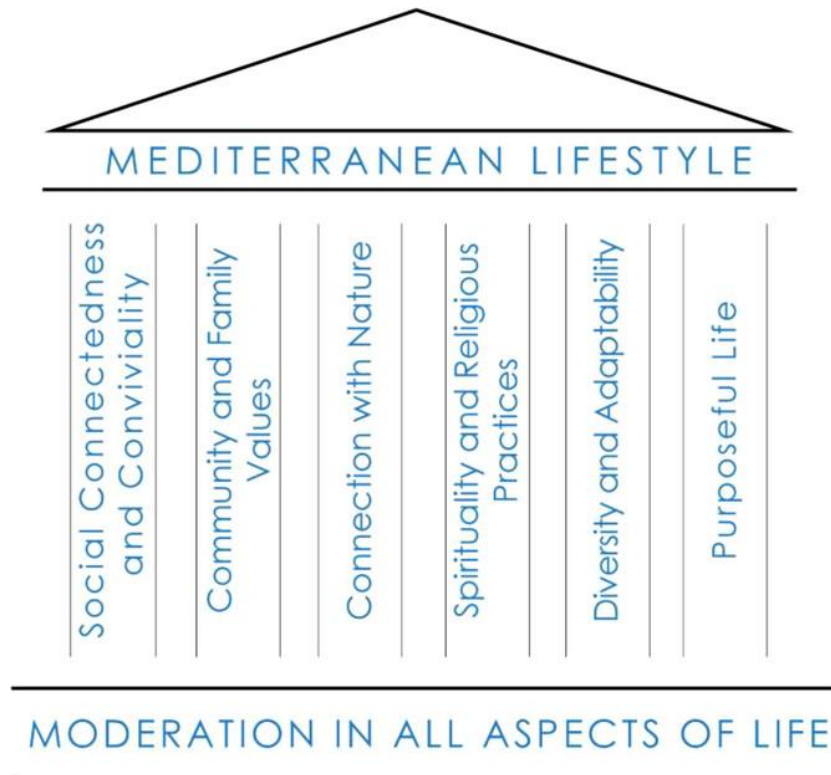 MEDITERRANEAN LIFESTYLE
Social Connectedness
and Conviviality
Community and Family
Values
Connection with Nature
Spirituality and Religious
Practices
Diversity and Adaptability
Purposeful Life
MODERATION IN ALL ASPECTS OF LIFE